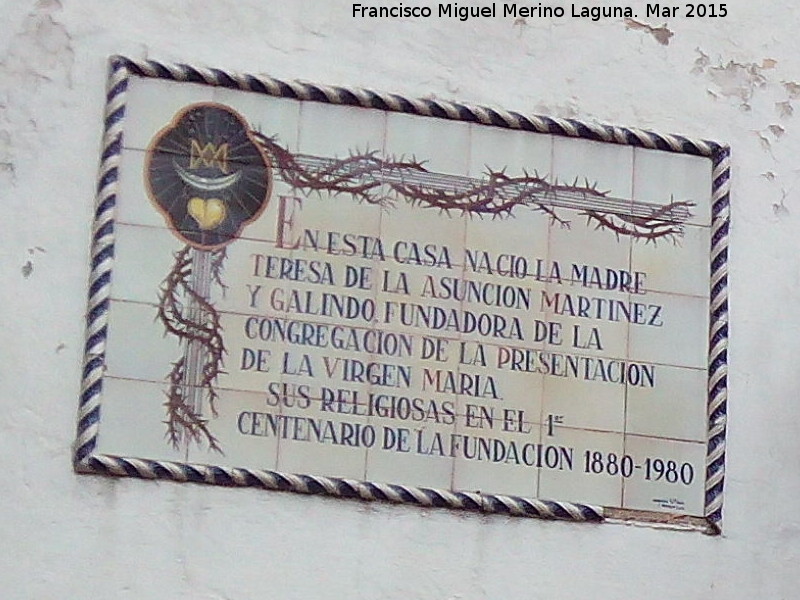 Francisco Miguel Merino Laguna. Mar 2015
EN ESTA CASA NACIO LA MADRE
TERESA DE LA ASUNCION MARTINEZ
Y GALINDO. FUNDADORA DE LA
CONGREGACION DE LA PRESENTACION
DE LA VIRGEN MARIA.
SUS RELIGIOSAS EN EL 1er
CENTENARIO DE LA FUNDACION 1880-1980